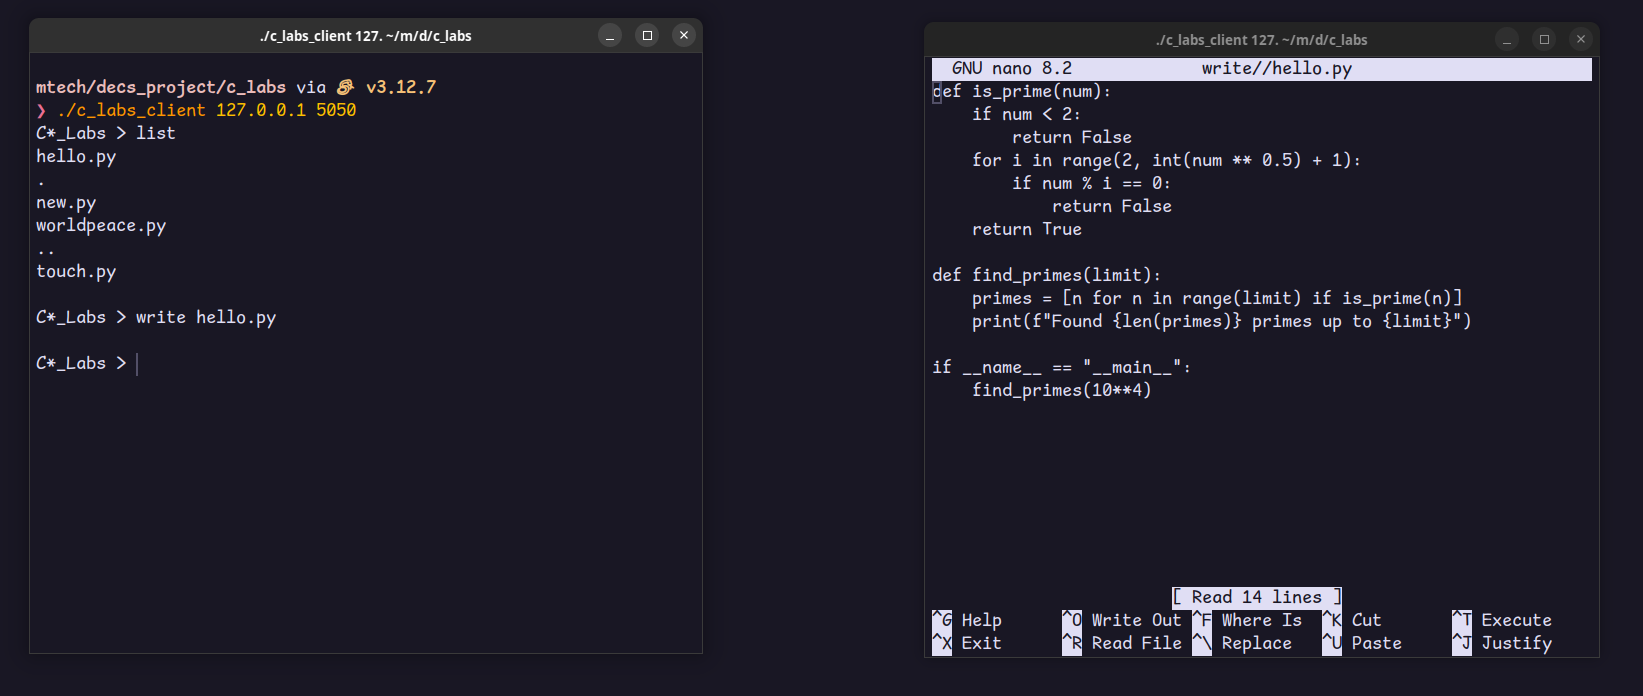 ./c_labs_client 127. ~/m/d/c_labs
mtech/decs_project/c_labs via v3.12.7
❯ ./c_labs_client 127.0.0.1 5050
C*_Labs > list
hello.py
.
new.py
worldpeace.py
..
touch.py
C*_Labs > write hello.py
C*_Labs >
./c_labs_client 127. ~/m/d/c_labs
GNU nano 8.2 write//hello.py
def is_prime(num):
    if num < 2:
        return False
    for i in range(2, int(num ** 0.5) + 1):
        if num % i == 0:
            return False
    return True
def find_primes(limit):
    primes = [n for n in range(limit) if is_prime(n)]
    print(f"Found {len(primes)} primes up to {limit}")
if __name__ == "__main__":
    find_primes(10**4)
[ Read 14 lines ]
^G Help ^O Write Out ^F Where Is ^K Cut ^T Execute
^X Exit ^R Read File ^\ Replace ^U Paste ^J Justify